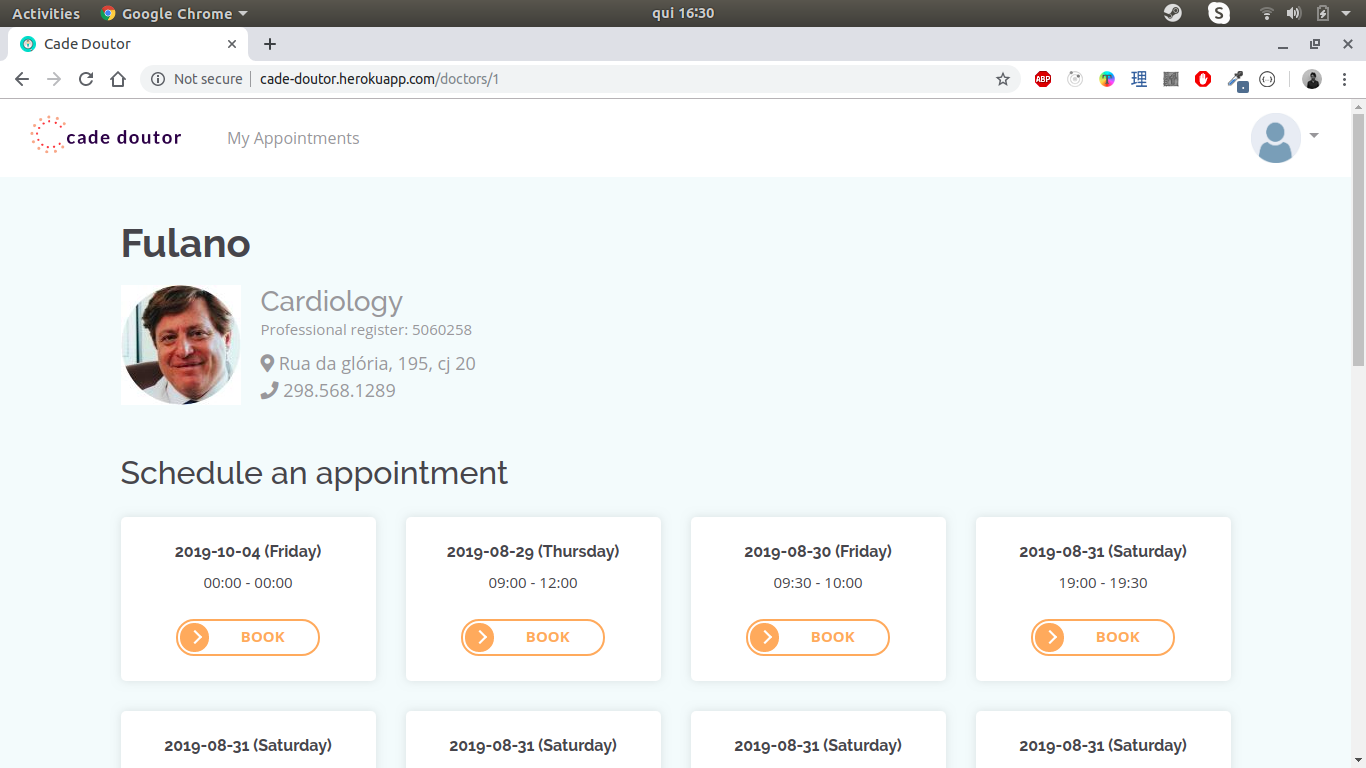 Activities Google Chrome qui 16:30 S
Cade Doutor
Not secure cade-doutor.herokuapp.com/doctors/1 ABP T 理
cade doutor My Appointments
Fulano
Cardiology
Professional register: 5060258
Rua da glória, 195, cj 20
298.568.1289
Schedule an appointment
2019-10-04 (Friday) 2019-08-29 (Thursday) 2019-08-30 (Friday) 2019-08-31 (Saturday)
00:00 - 00:00 09:00 - 12:00 09:30 - 10:00 19:00 - 19:30
BOOK BOOK BOOK BOOK
2019-08-31 (Saturday) 2019-08-31 (Saturday) 2019-08-31 (Saturday) 2019-08-31 (Saturday)